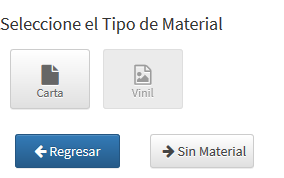 Seleccione el Tipo de Material
Carta Vinil
Regresar Sin Material